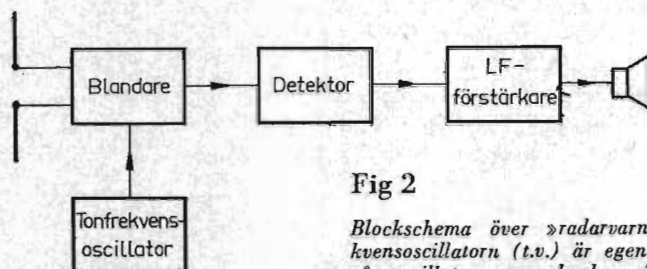 Blandare
Detektor
LF-
förstärkare
Tonfrekvens-
oscillator
Fig 2
Blockschema över »radarvarn
kvensoscillatorn (t.v.) är egen